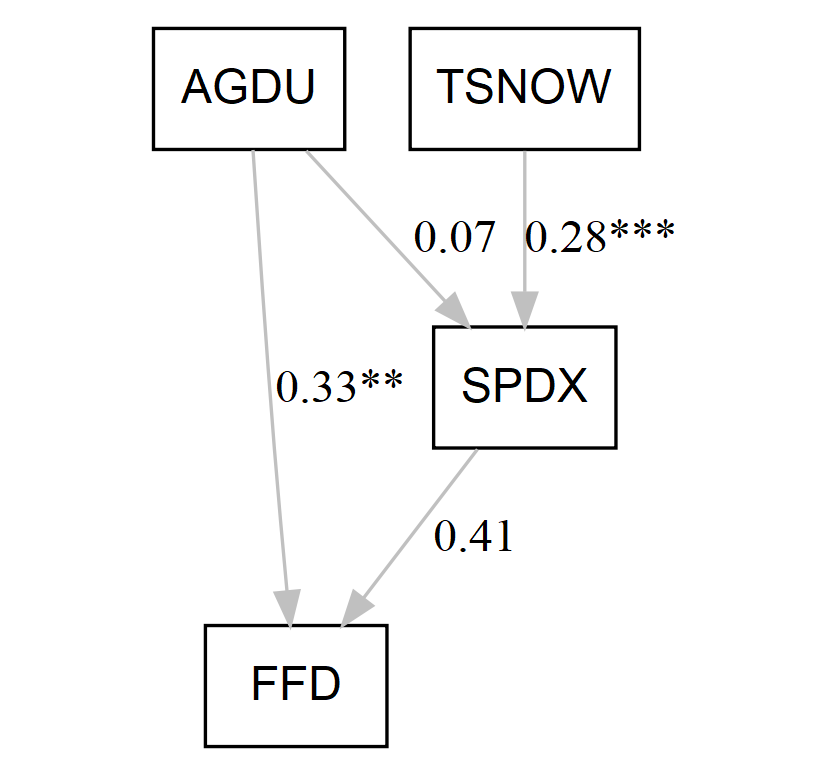 AGDU
TSNOW
0.07
0.28***
0.33**
SPDX
0.41
FFD